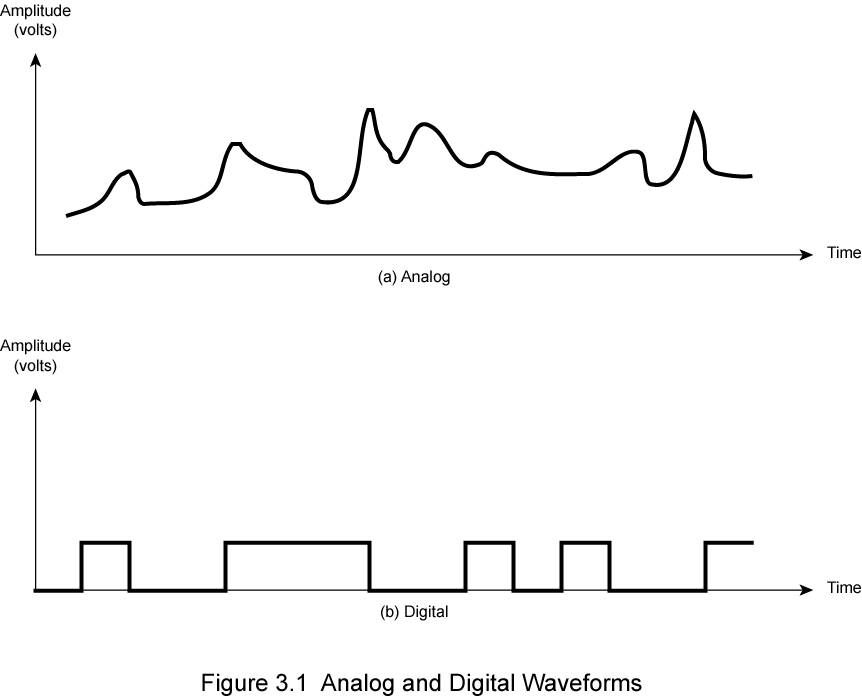 Amplitude
(volts)
Time
(a) Analog
Amplitude
(volts)
Time
(b) Digital
Figure 3.1 Analog and Digital Waveforms